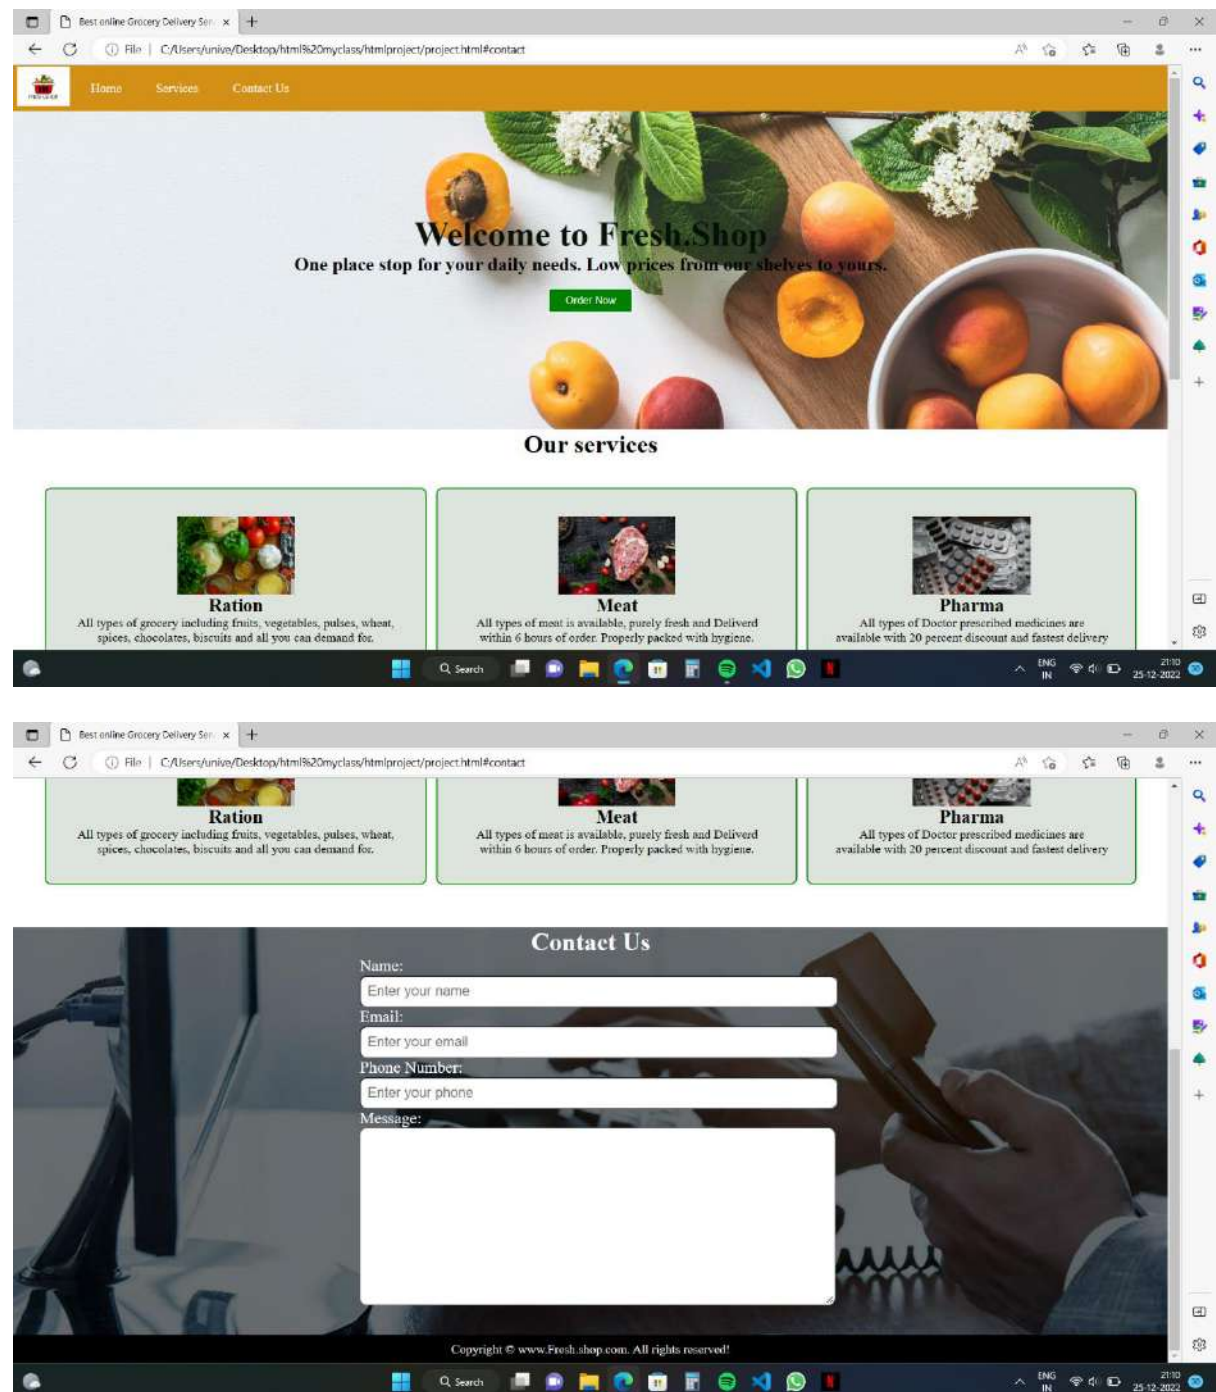 Best online Grocery Delivery Ser
File | C:/Users/unive/Desktop/html%20myclass/htmlproject/project.html#contact
Home Services Contact Us
Welcome to Fresh.Shop
One place stop for your daily needs. Low prices from our shelves to yours.
Order Now
Our services
Ration
All types of grocery including fruits, vegetables, pulses, wheat,
spices, chocolates, biscuits and all you can demand for.
Meat
All types of meat is available, purely fresh and Deliverd
within 6 hours of order. Properly packed with hygiene.
Pharma
All types of Doctor prescribed medicines are
available with 20 percent discount and fastest delivery
Search
ENG
IN
21:10
25-12-2022
Best online Grocery Delivery Ser
File | C:/Users/unive/Desktop/html%20myclass/htmlproject/project.html#contact
Ration
All types of grocery including fruits, vegetables, pulses, wheat,
spices, chocolates, biscuits and all you can demand for.
Meat
All types of meat is available, purely fresh and Deliverd
within 6 hours of order. Properly packed with hygiene.
Pharma
All types of Doctor prescribed medicines are
available with 20 percent discount and fastest delivery
Contact Us
Name:
Enter your name
Email:
Enter your email
Phone Number:
Enter your phone
Message:
Copyright © www.Fresh.shop.com. All rights reserved!
Search
ENG
IN
21:10
25-12-2022